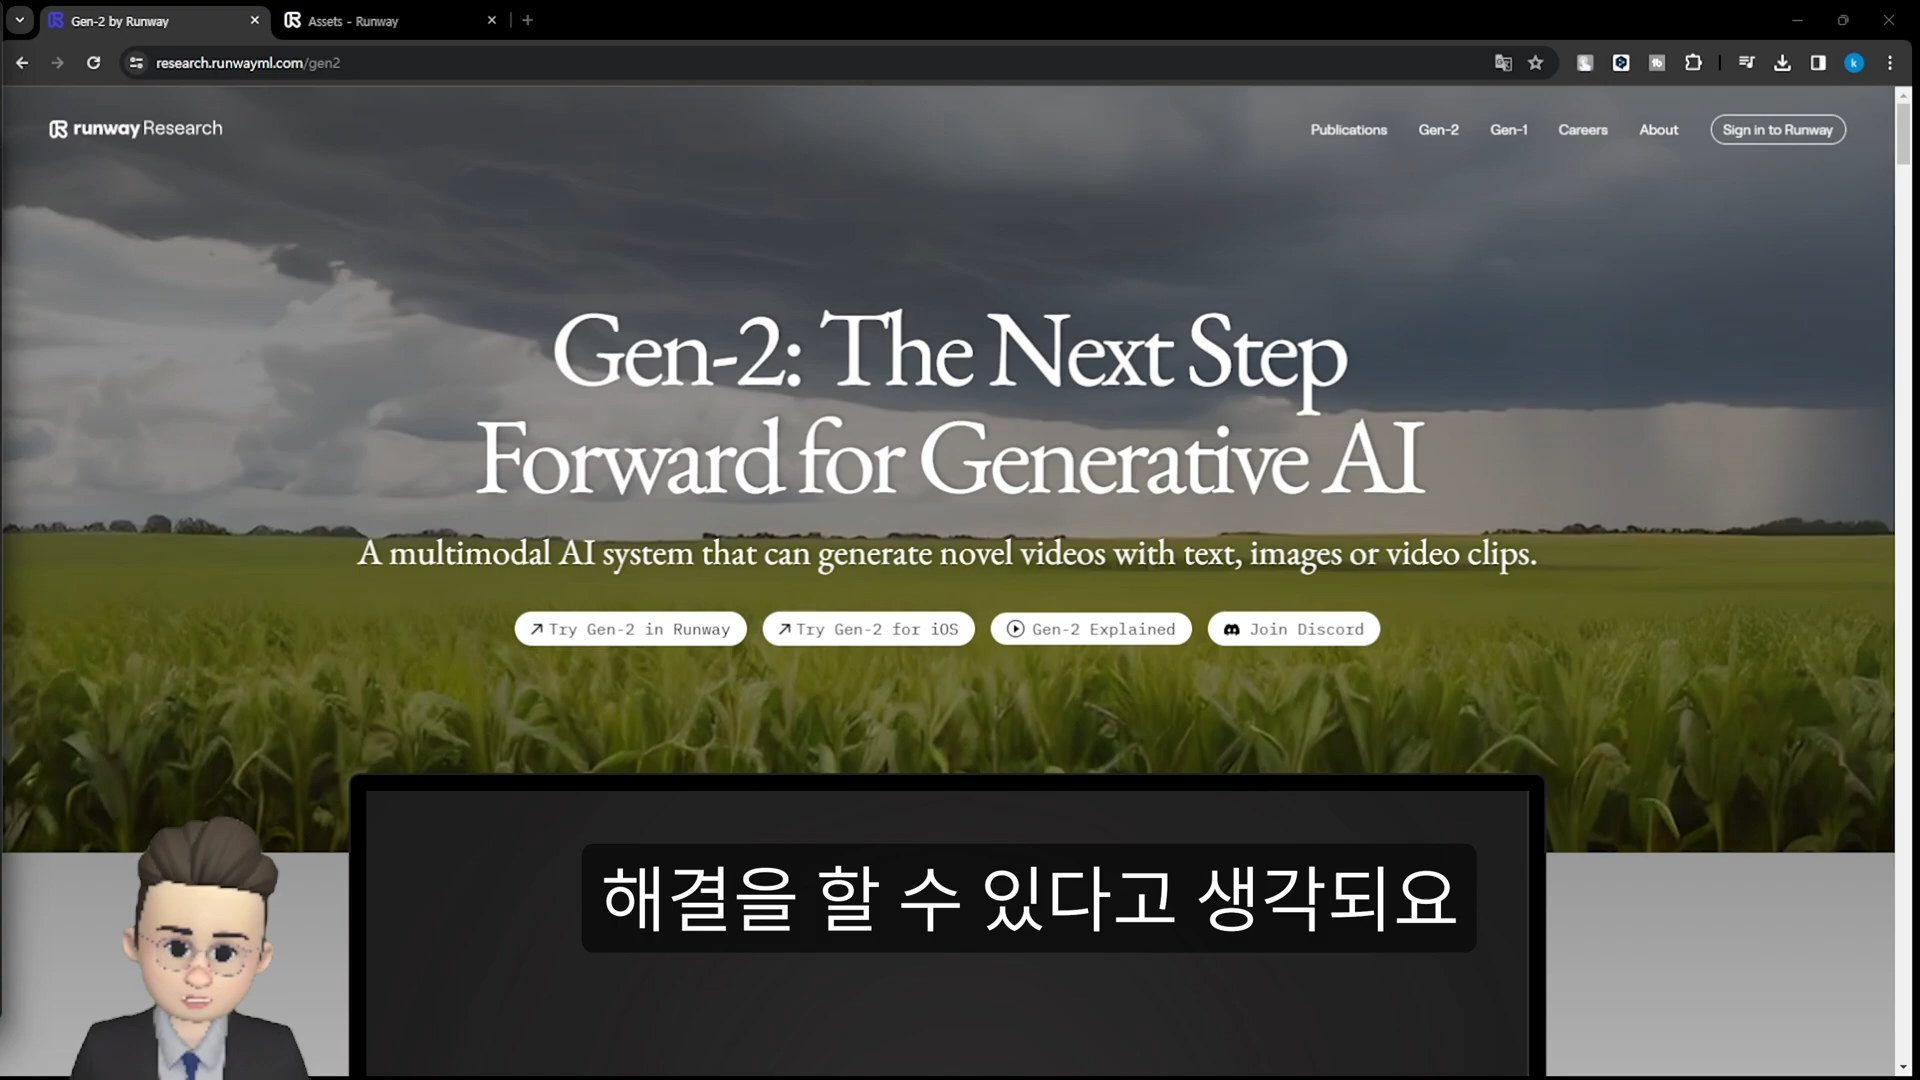 Gen-2 by Runway
Assets - Runway
research.runwayml.com/gen2
k
runway Research
Publications
Gen-2
Gen-1
Careers
About
Sign in to Runway
Gen-2: The Next Step
Forward for Generative AI
A multimodal AI system that can generate novel videos with text, images or video clips.
Try Gen-2 in Runway
Try Gen-2 for iOS
Gen-2 Explained
Join Discord
해결을 할 수 있다고 생각되요